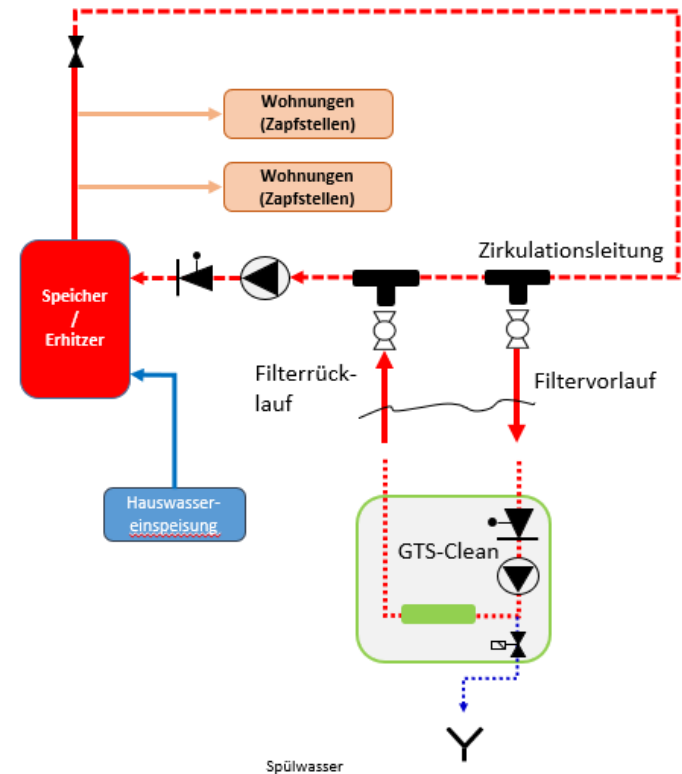 Wohnungen
(Zapfstellen)
Wohnungen
(Zapfstellen)
Zirkulationsleitung
Speicher
/
Erhitzer
Filterrück-
lauf
Filtervorlauf
Hauswasser-
einspeisung
GTS-Clean
Spülwasser